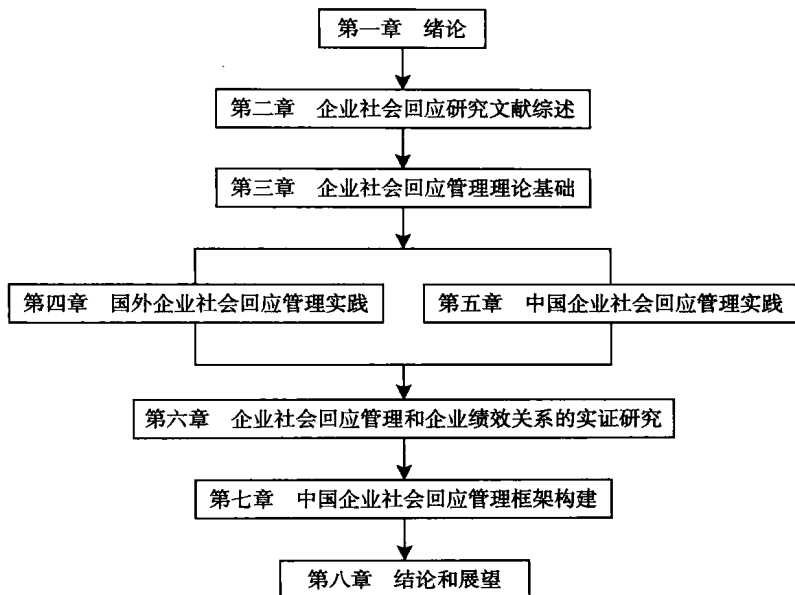 第一章 绪论
第二章 企业社会回应研究文献综述
第三章 企业社会回应管理理论基础
第四章 国外企业社会回应管理实践
第五章 中国企业社会回应管理实践
第六章 企业社会回应管理和企业绩效关系的实证研究
第七章 中国企业社会回应管理框架构建
第八章 结论和展望